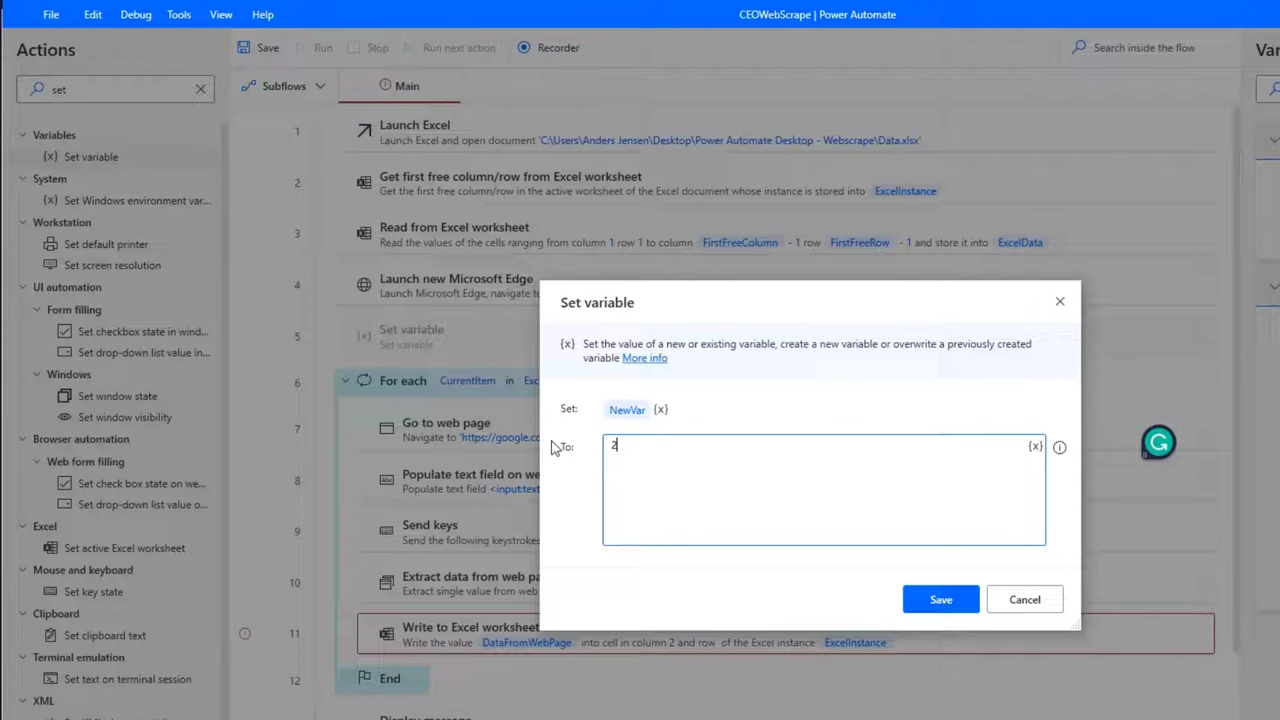 File Edit Debug Tools View Help CEOWebScrape | Power Automate
Actions
Save Run Stop Run next action Recorder Search inside the flow
Var
set
Subflows Main
Variables
Set variable
System
Set Windows environment var...
Workstation
Set default printer
Set screen resolution
UI automation
Form filling
Set checkbox state in wind...
Set drop-down list value in...
Windows
Set window state
Set window visibility
Browser automation
Web form filling
Set check box state on we...
Set drop-down list value o...
Excel
Set active Excel worksheet
Mouse and keyboard
Set key state
Clipboard
Set clipboard text
Terminal emulation
Set text on terminal session
XML
1 Launch Excel
Launch Excel and open document 'C:\Users\Anders Jensen\Desktop\Power Automate Desktop - Webscrape\Data.xlsx'
2 Get first free column/row from Excel worksheet
Get the first free column/row in the active worksheet of the Excel document whose instance is stored into ExcelInstance
3 Read from Excel worksheet
Read the values of the cells ranging from column 1 row 1 to column FirstFreeColumn - 1 row FirstFreeRow - 1 and store it into ExcelData
4 Launch new Microsoft Edge
Launch Microsoft Edge, navigate to
5 {x} Set variable
Set variable
6 For each CurrentItem in Exc
7 Go to web page
Navigate to 'https://google.co
8 Populate text field on we
Populate text field <input:text
9 Send keys
Send the following keystrokes
10 Extract data from web pa
Extract single value from web
11 Write to Excel worksheet
Write the value DataFromWebPage into cell in column 2 and row of the Excel instance ExcelInstance
12 End
Set variable
{x} Set the value of a new or existing variable, create a new variable or overwrite a previously created
variable More info
Set: NewVar {x}
To: 2 {x}
Save Cancel